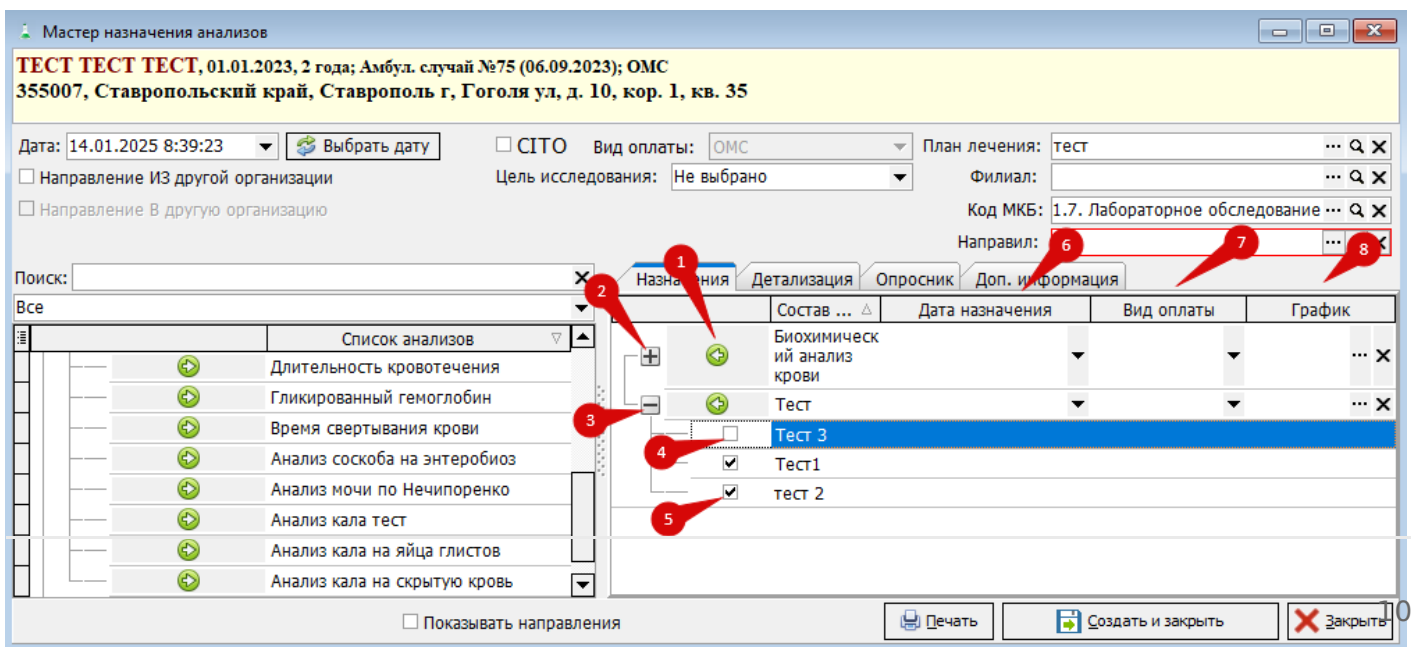 Мастер назначения анализов
ТЕСТ ТЕСТ ТЕСТ, 01.01.2023, 2 года; Амбул. случай №75 (06.09.2023); ОМС
355007, Ставропольский край, Ставрополь г, Гоголя ул, д. 10, кор. 1, кв. 35
Дата: 14.01.2025 8:39:23 Выбрать дату CITO Вид оплаты: ОМС План лечения: тест
Направление ИЗ другой организации Цель исследования: Не выбрано Филиал:
Направление В другую организацию Код МКБ: 1.7. Лабораторное обследование
Направил: 6 7 8
1
Поиск: Назначения Детализация Опросник Доп. информация
2
Все Состав ... Дата назначения Вид оплаты График
Список анализов
Биохимическ
ий анализ
крови
Длительность кровотечения
Гликированный гемоглобин Тест
3
Время свертывания крови Тест 3
4
Анализ соскоба на энтеробиоз Тест1
Анализ мочи по Нечипоренко тест 2
5
Анализ кала тест
Анализ кала на яйца глистов
Анализ кала на скрытую кровь
Показывать направления Печать Создать и закрыть Закрыть
10